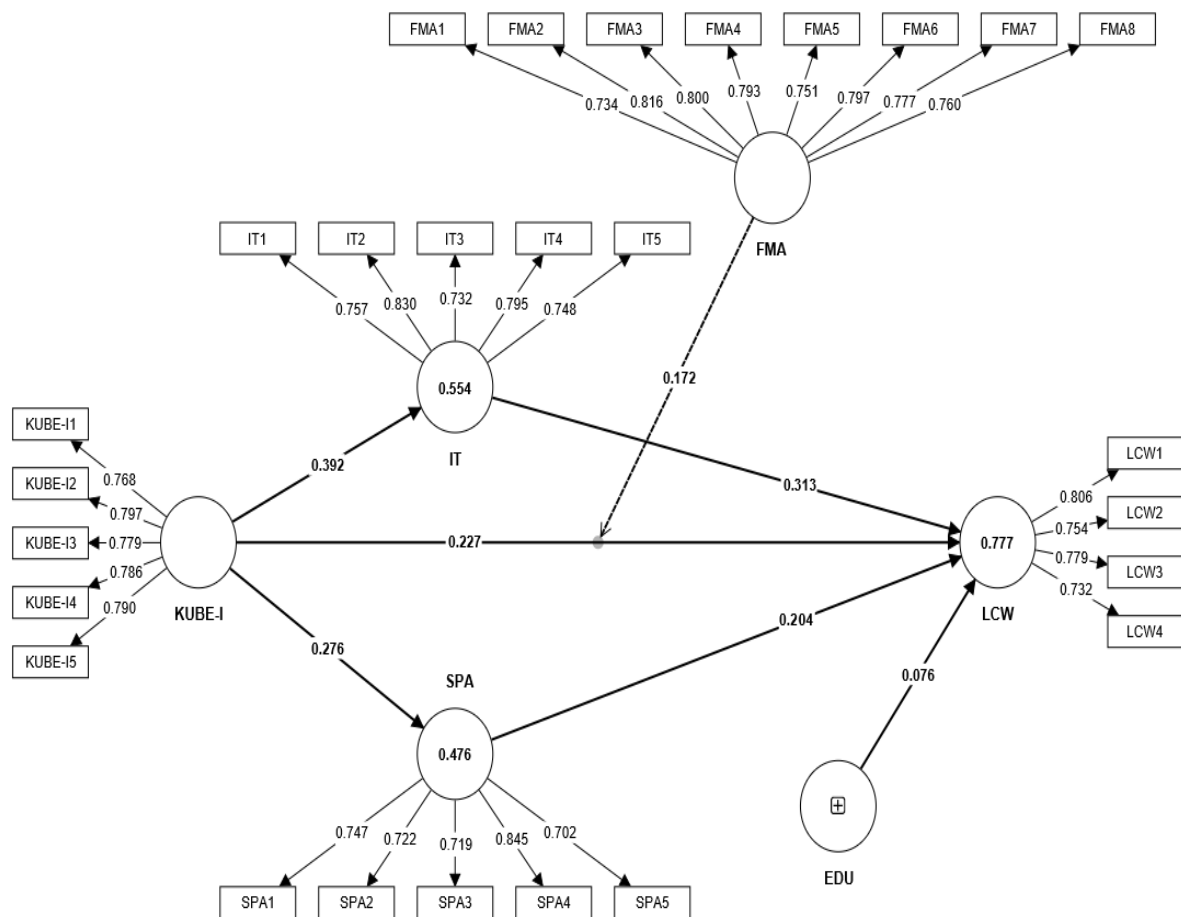 FMA1 FMA2 FMA3 FMA4 FMA5 FMA6 FMA7 FMA8
0.734 0.816 0.800 0.793 0.751 0.797 0.777 0.760
FMA
IT1 IT2 IT3 IT4 IT5
0.757 0.830 0.732 0.795 0.748
0.554
IT
0.172
KUBE-I1
KUBE-I2
KUBE-I3
KUBE-I4
KUBE-I5
0.768
0.797
0.779
0.786
0.790
KUBE-I
0.392
0.227
0.276
0.313
0.204
0.076
0.777
LCW
0.806
0.754
0.779
0.732
LCW1
LCW2
LCW3
LCW4
SPA
0.476
0.747 0.722 0.719 0.845 0.702
SPA1 SPA2 SPA3 SPA4 SPA5
+
EDU